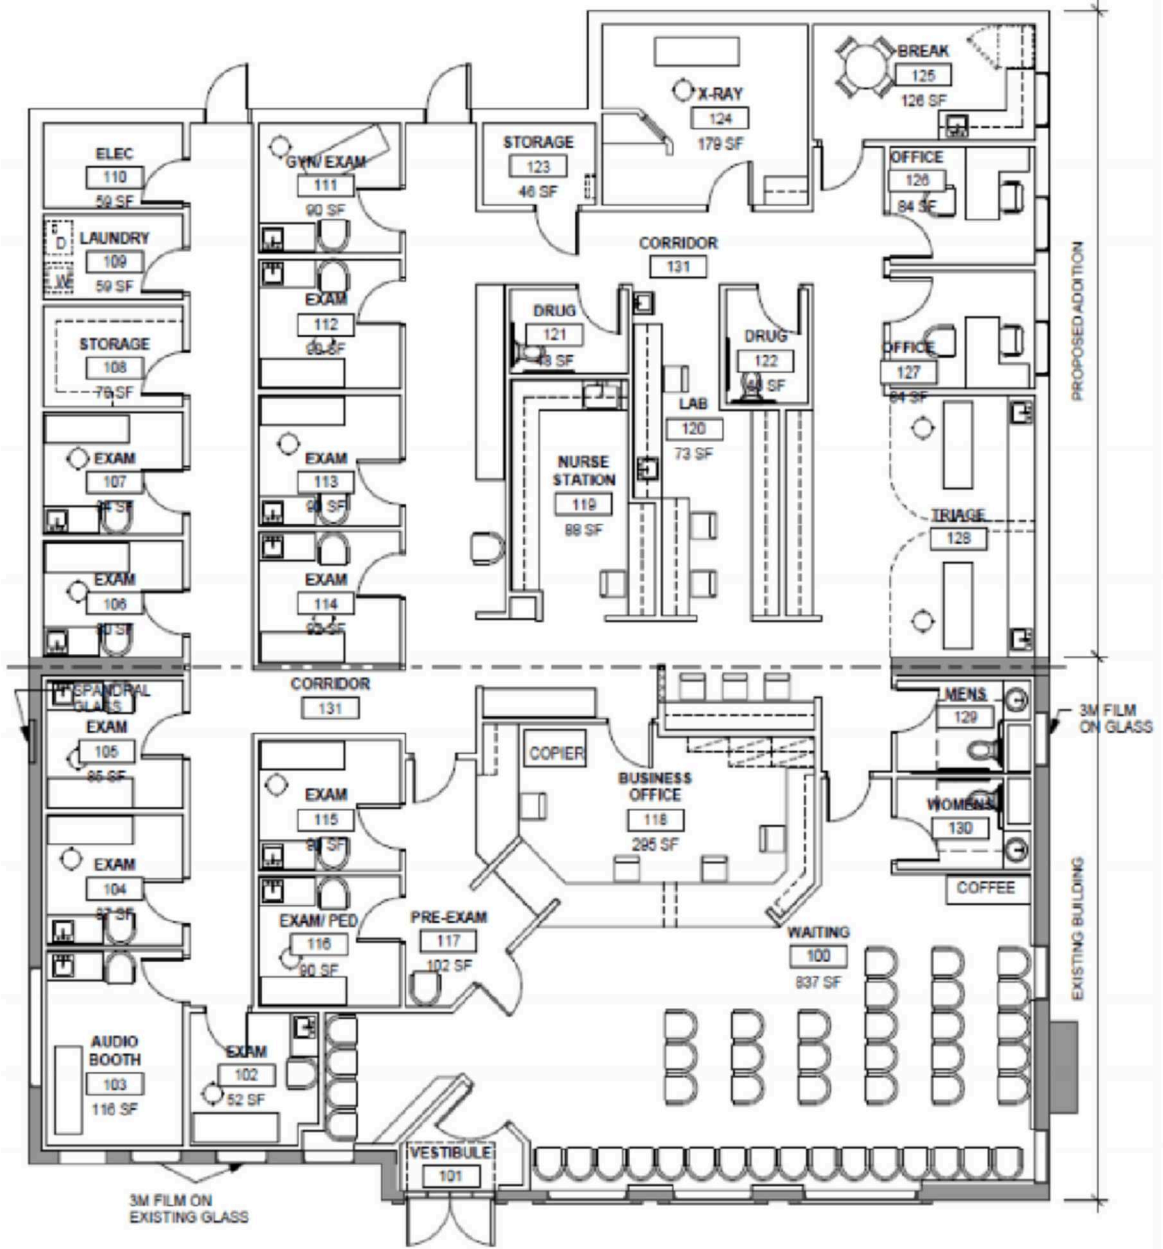 BREAK
125
126 SF
X-RAY
124
179 SF
STORAGE
123
46 SF
ELEC
110
59 SF
GYN/ EXAM
111
90 SF
OFFICE
126
84 SF
LAUNDRY
109
59 SF
D
W
CORRIDOR
131
EXAM
112
DRUG
121
48 SF
DRUG
122
SF
STORAGE
108
OFFICE
127
84 SF
LAB
120
73 SF
EXAM
107
EXAM
113
NURSE
STATION
119
88 SF
TRIAGE
128
EXAM
106
EXAM
114
PROPOSED ADDITION
SPANDRAL
GLASS
CORRIDOR
131
MENS
129
3M FILM
ON GLASS
EXAM
105
COPIER
BUSINESS
OFFICE
118
295 SF
EXAM
115
WOMENS
130
EXAM
104
COFFEE
EXAM/ PED
116
90 SF
PRE-EXAM
117
102 SF
WAITING
100
837 SF
EXISTING BUILDING
AUDIO
BOOTH
103
116 SF
EXAM
102
52 SF
VESTIBULE
101
3M FILM ON
EXISTING GLASS